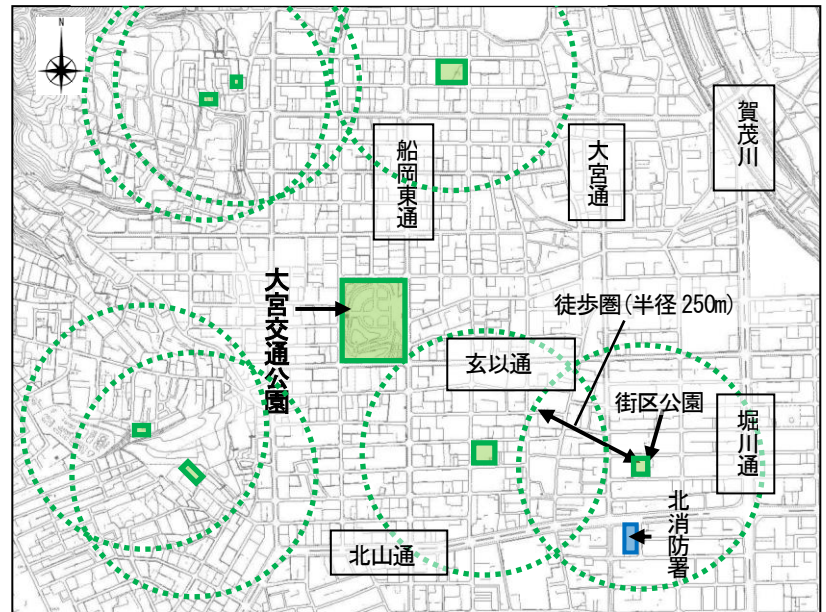 N
船岡東通
大宮通
賀茂川
大宮交通公園
徒歩圏(半径 250m)
玄以通
街区公園
堀川通
北消防署
北山通